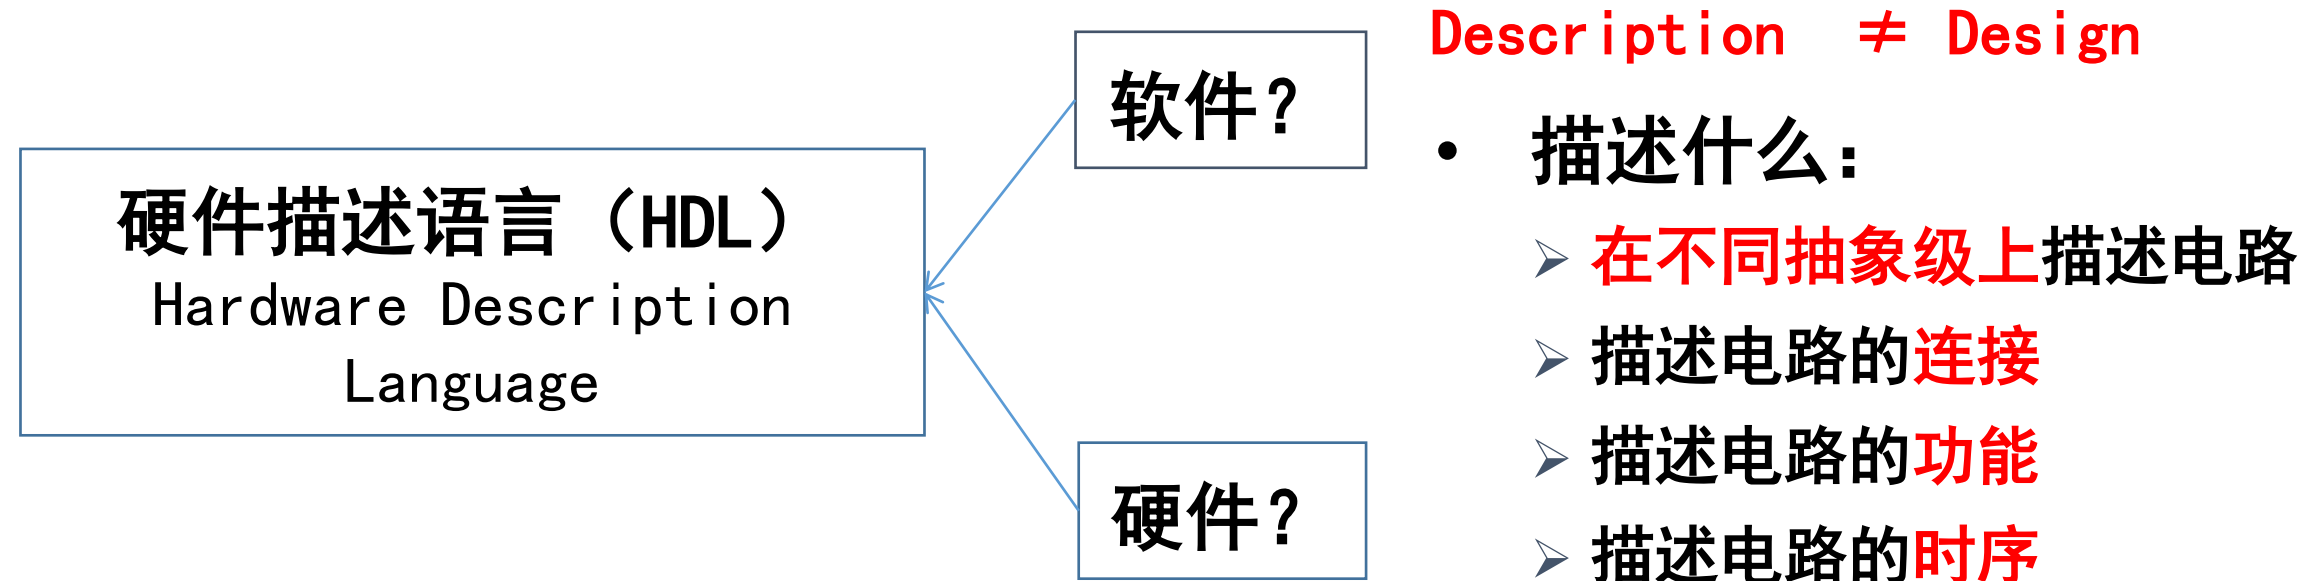 硬件描述语言（HDL）
Hardware Description
Language
软件？
硬件？
Description ≠ Design
• 描述什么：
➢ 在不同抽象级上描述电路
➢ 描述电路的连接
➢ 描述电路的功能
➢ 描述电路的时序